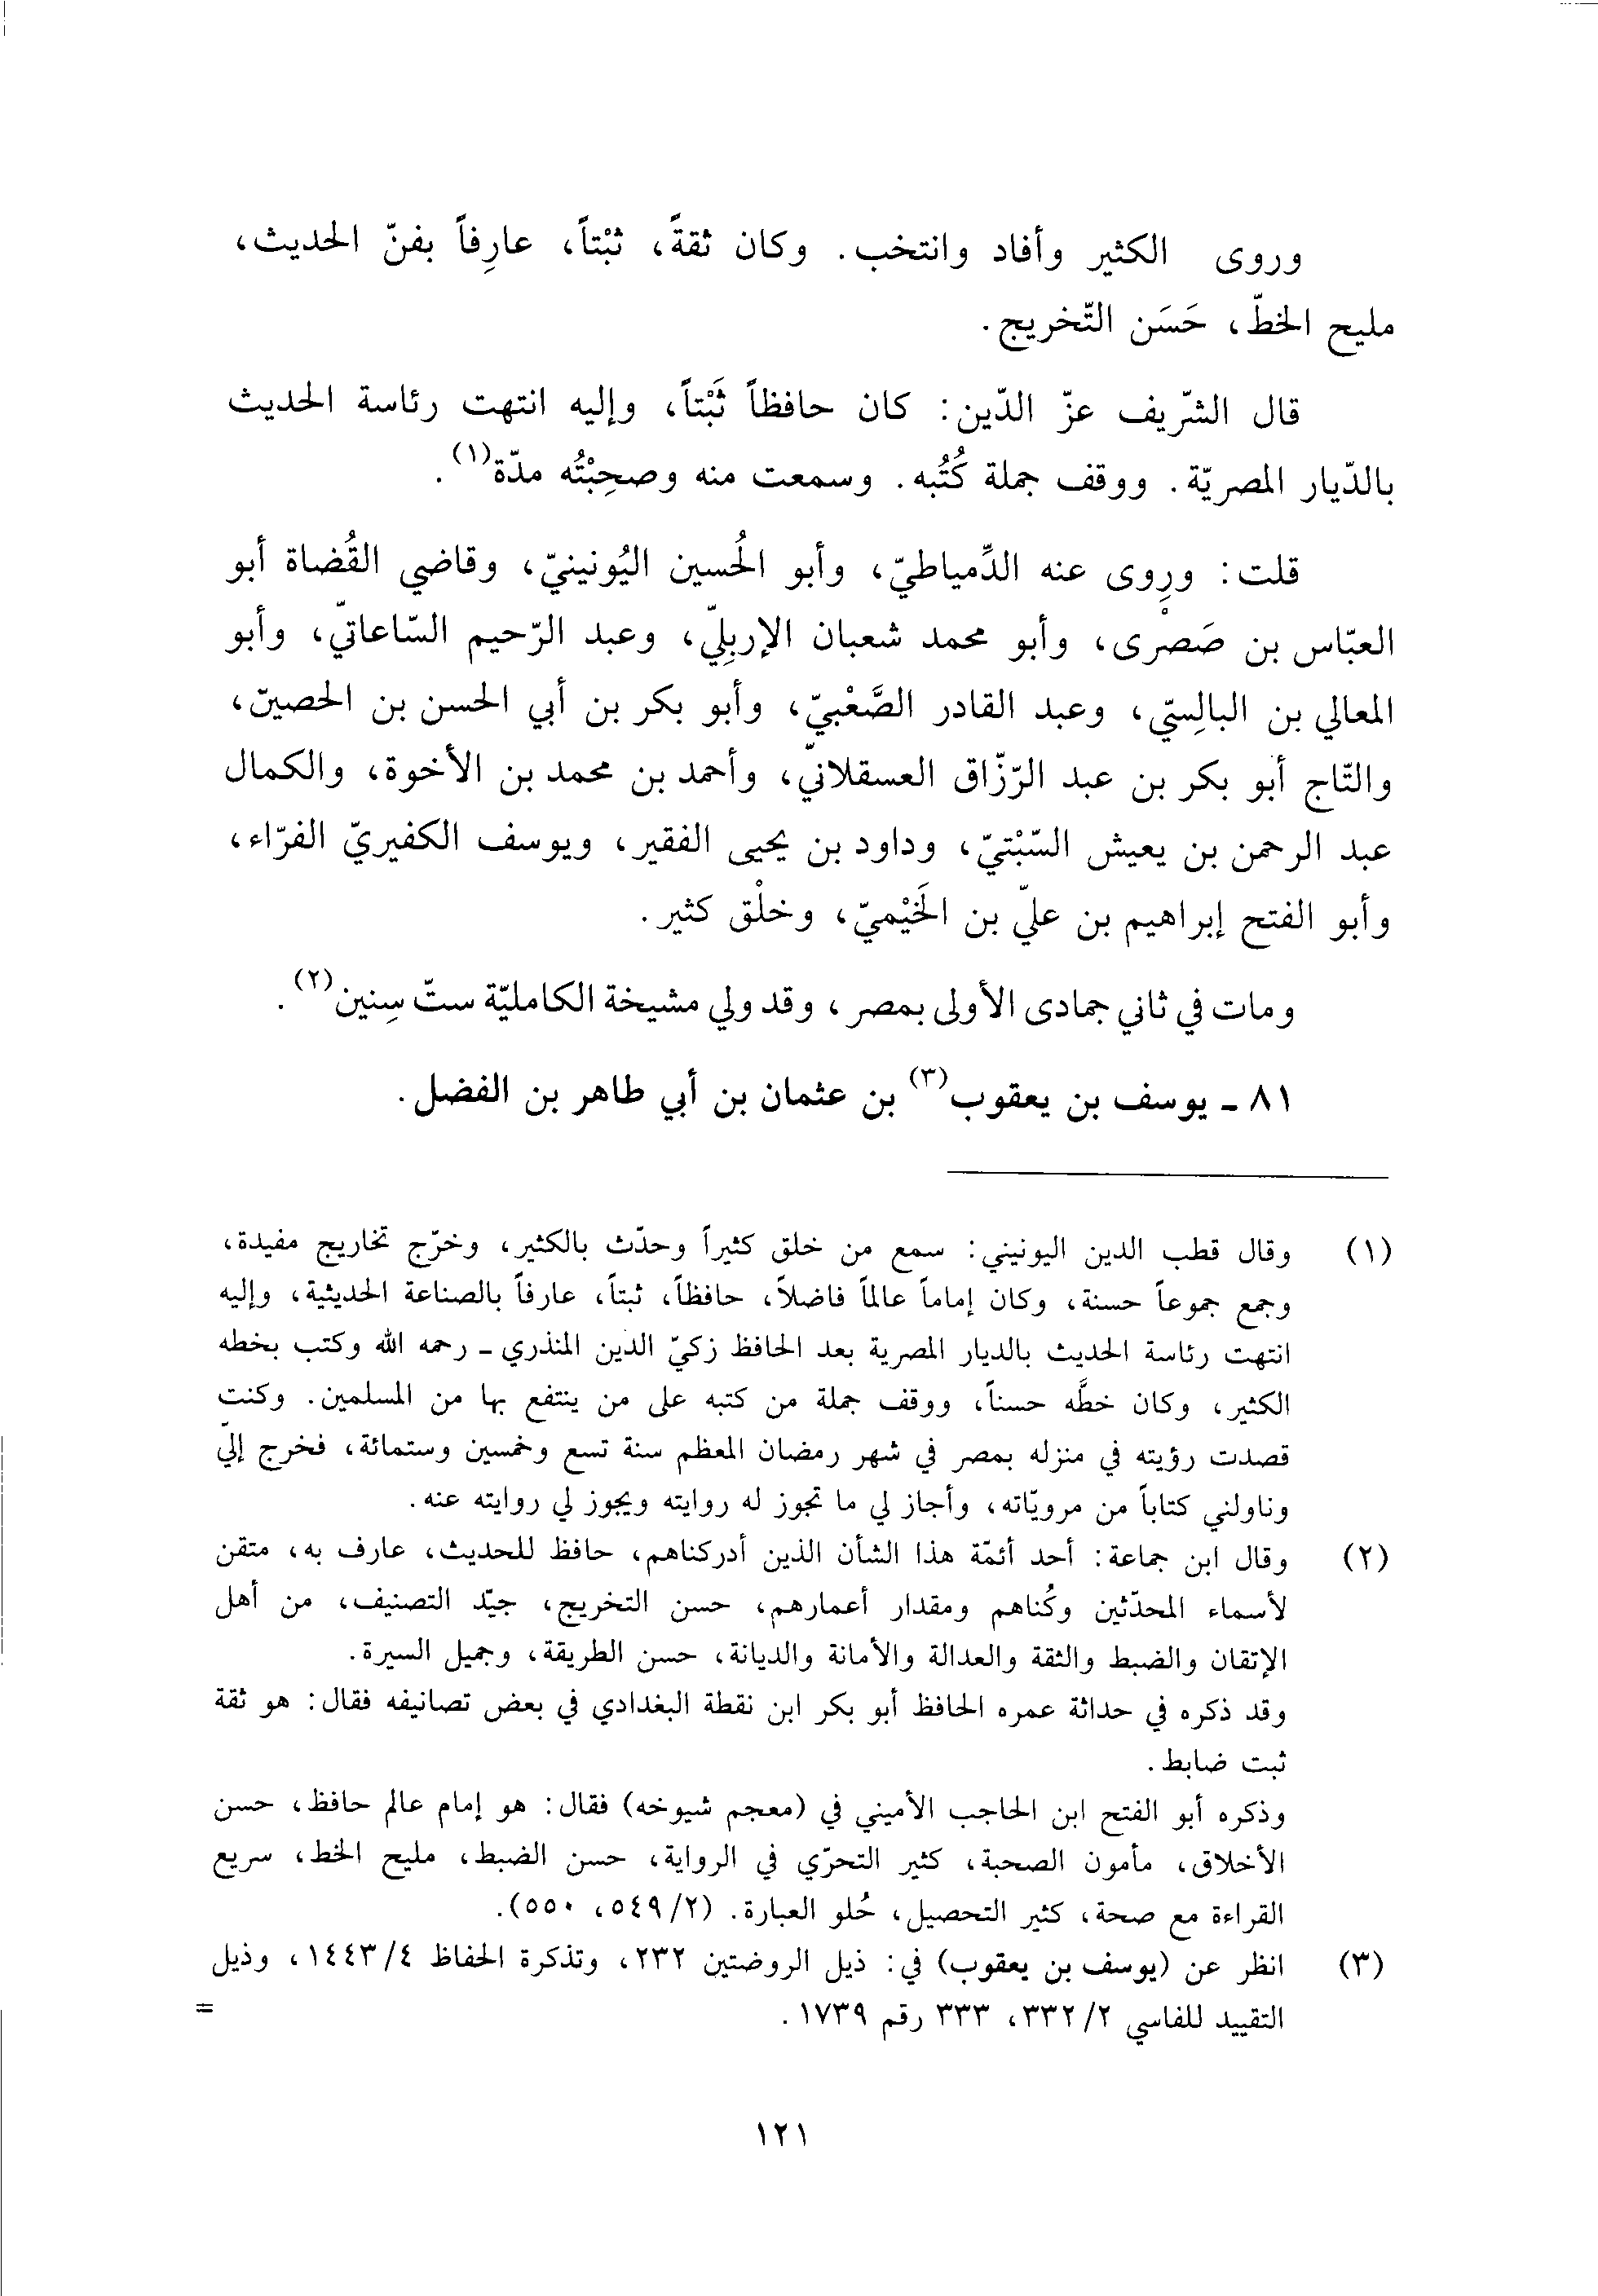 وروى الكثير وأفاد وانتخب. وكان ثقةً، ثبْتاً، عارِفاً بفنّ الحديث،
مليح الخطّ، حَسَن التّخريج.
قال الشّريف عزّ الدّين: كان حافظاً ثَبْتاً، وإليه انتهت رئاسة الحديث
بالدّيار المصريّة. ووقف جملة كُتُبه. وسمعت منه وصحِبْتُه مدّة(١).
قلت: وروى عنه الدِّمياطيّ، وأبو الحُسين اليُونينيّ، وقاضي القُضاة أبو
العبّاس بن صَصْرى، وأبو محمد شعبان الإربِليّ، وعبد الرّحيم السّاعاتيّ، وأبو
المعالي بن البالِسيّ، وعبد القادر الصَّعْبيّ، وأبو بكر بن أبي الحسن بن الحصين،
والتّاج أبو بكر بن عبد الرّزّاق العسقلانيّ، وأحمد بن محمد بن الأخوة، والكمال
عبد الرحمن بن يعيش السّبْتيّ، وداود بن يحيى الفقير، ويوسف الكفيريّ الفرّاء،
وأبو الفتح إبراهيم بن عليّ بن الخَيْميّ، وخلْق كثير.
ومات في ثاني جمادى الأولى بمصر، وقد ولي مشيخة الكامليّة ستّ سِنين(٢).
٨١ ـ يوسف بن يعقوب(٣) بن عثمان بن أبي طاهر بن الفضل.
(١) وقال قطب الدين اليونيني: سمع من خلق كثيراً وحدّث بالكثير، وخرّج تخاريج مفيدة،
وجمع جموعاً حسنة، وكان إماماً عالماً فاضلاً، حافظاً، ثبتاً، عارفاً بالصناعة الحديثية، وإليه
انتهت رئاسة الحديث بالديار المصرية بعد الحافظ زكيّ الدين المنذري ـ رحمه الله وكتب بخطه
الكثير، وكان خطَّه حسناً، ووقف جملة من كتبه على من ينتفع بها من المسلمين. وكنت
قصدت رؤيته في منزله بمصر في شهر رمضان المعظم سنة تسع وخمسين وستمائة، فخرج إليّ
وناولني كتاباً من مرويّاته، وأجاز لي ما تجوز له روايته ويجوز لي روايته عنه.
(٢) وقال ابن جماعة: أحد أئمّة هذا الشأن الذين أدركناهم، حافظ للحديث، عارف به، متقن
لأسماء المحدّثين وكُناهم ومقدار أعمارهم، حسن التخريج، جيّد التصنيف، من أهل
الإتقان والضبط والثقة والعدالة والأمانة والديانة، حسن الطريقة، وجميل السيرة.
وقد ذكره في حداثة عمره الحافظ أبو بكر ابن نقطة البغدادي في بعض تصانيفه فقال: هو ثقة
ثبت ضابط.
وذكره أبو الفتح ابن الحاجب الأميني في (معجم شيوخه) فقال: هو إمام عالم حافظ، حسن
الأخلاق، مأمون الصحبة، كثير التحرّي في الرواية، حسن الضبط، مليح الخط، سريع
القراءة مع صحة، كثير التحصيل، حُلو العبارة. (٥٤٩/٢، ٥٥٠).
(٣) انظر عن (يوسف بن يعقوب) في: ذيل الروضتين ٢٣٢، وتذكرة الحفاظ ١٤٤٣/٤، وذيل
التقييد للفاسي ٣٣٢/٢، ٣٣٣ رقم ١٧٣٩. =
١٢١